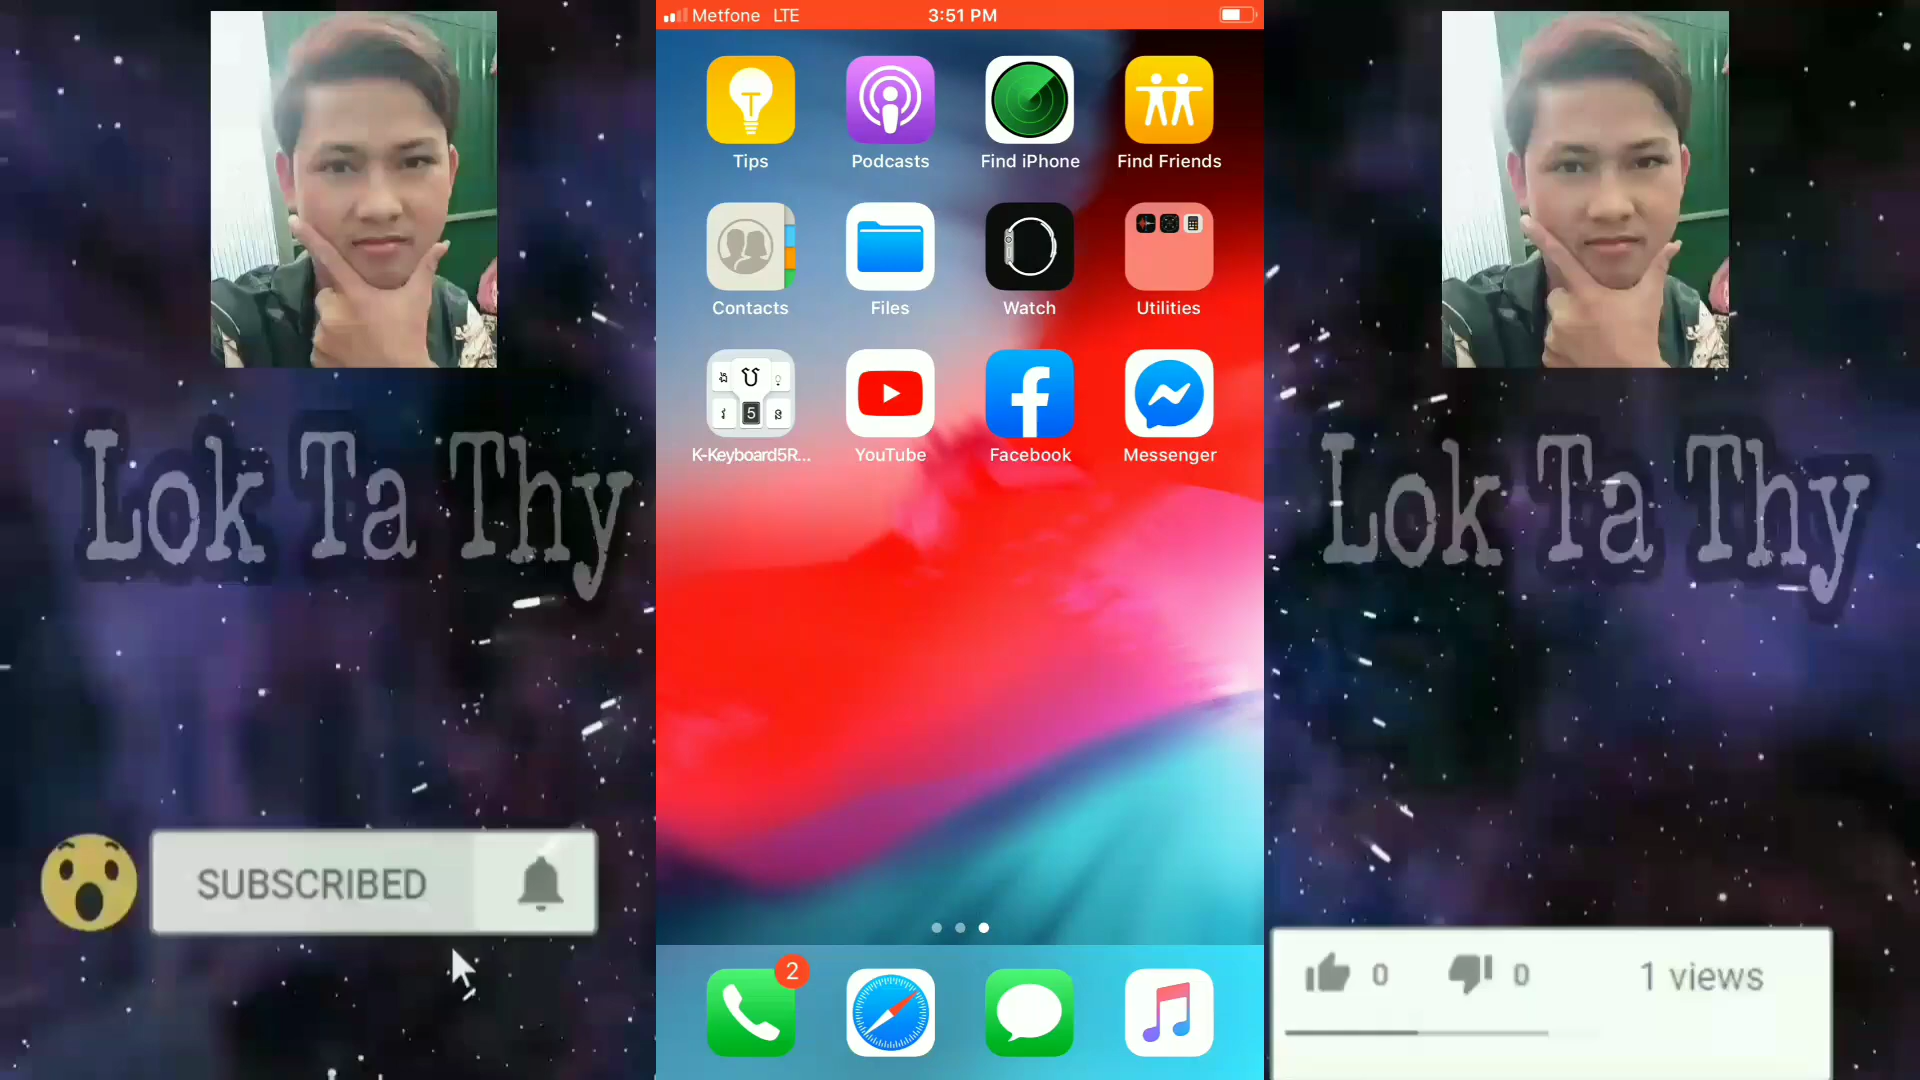 Metfone LTE 3:51 PM
Tips Podcasts Find iPhone Find Friends
Contacts Files Watch Utilities
K-Keyboard5R... YouTube Facebook Messenger
Lok Ta Thy
Lok Ta Thy
SUBSCRIBED
2
0 0 1 views